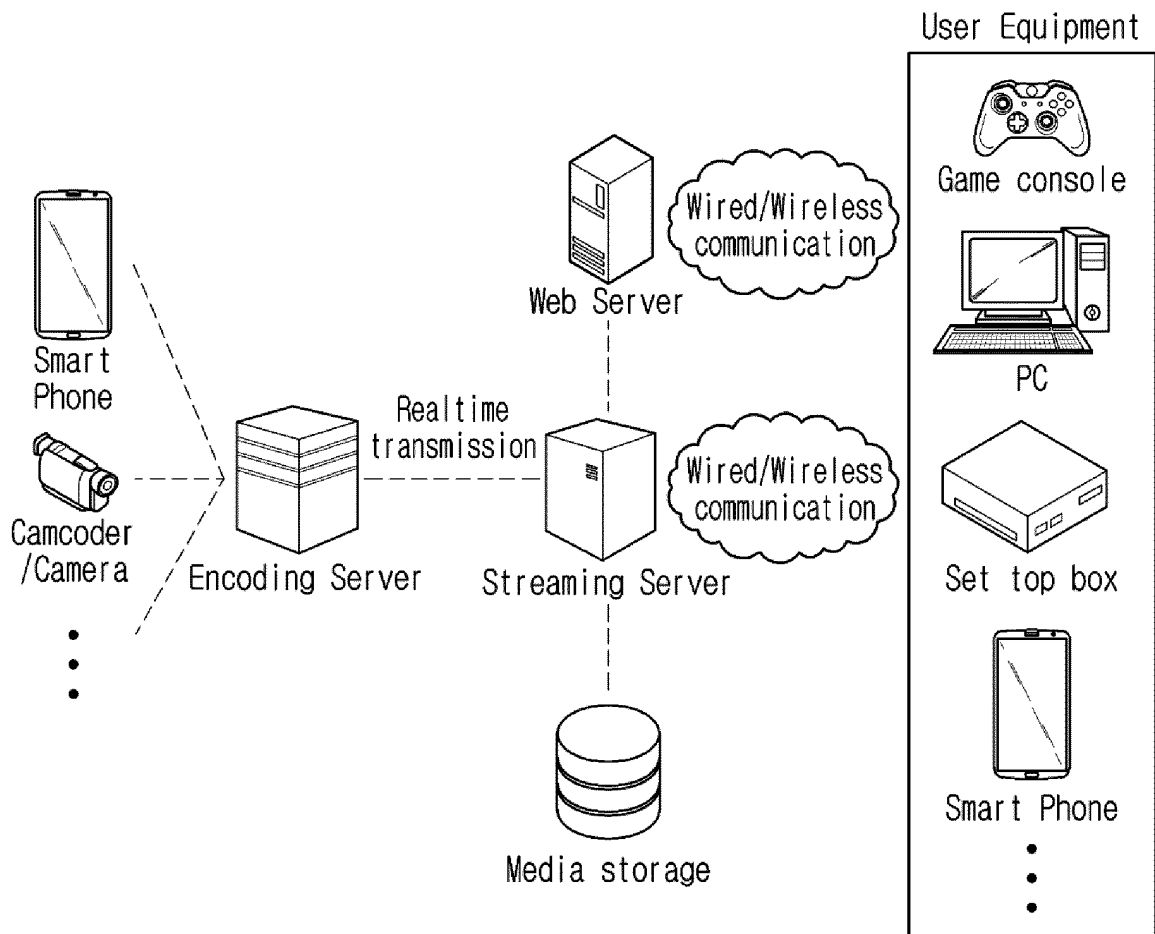 User Equipment
Game console
Wired/Wireless
communication
Web Server
PC
Smart
Phone
Realtime
transmission
Wired/Wireless
communication
Camcoder
/Camera
Encoding Server
Streaming Server
Set top box
Smart Phone
Media storage